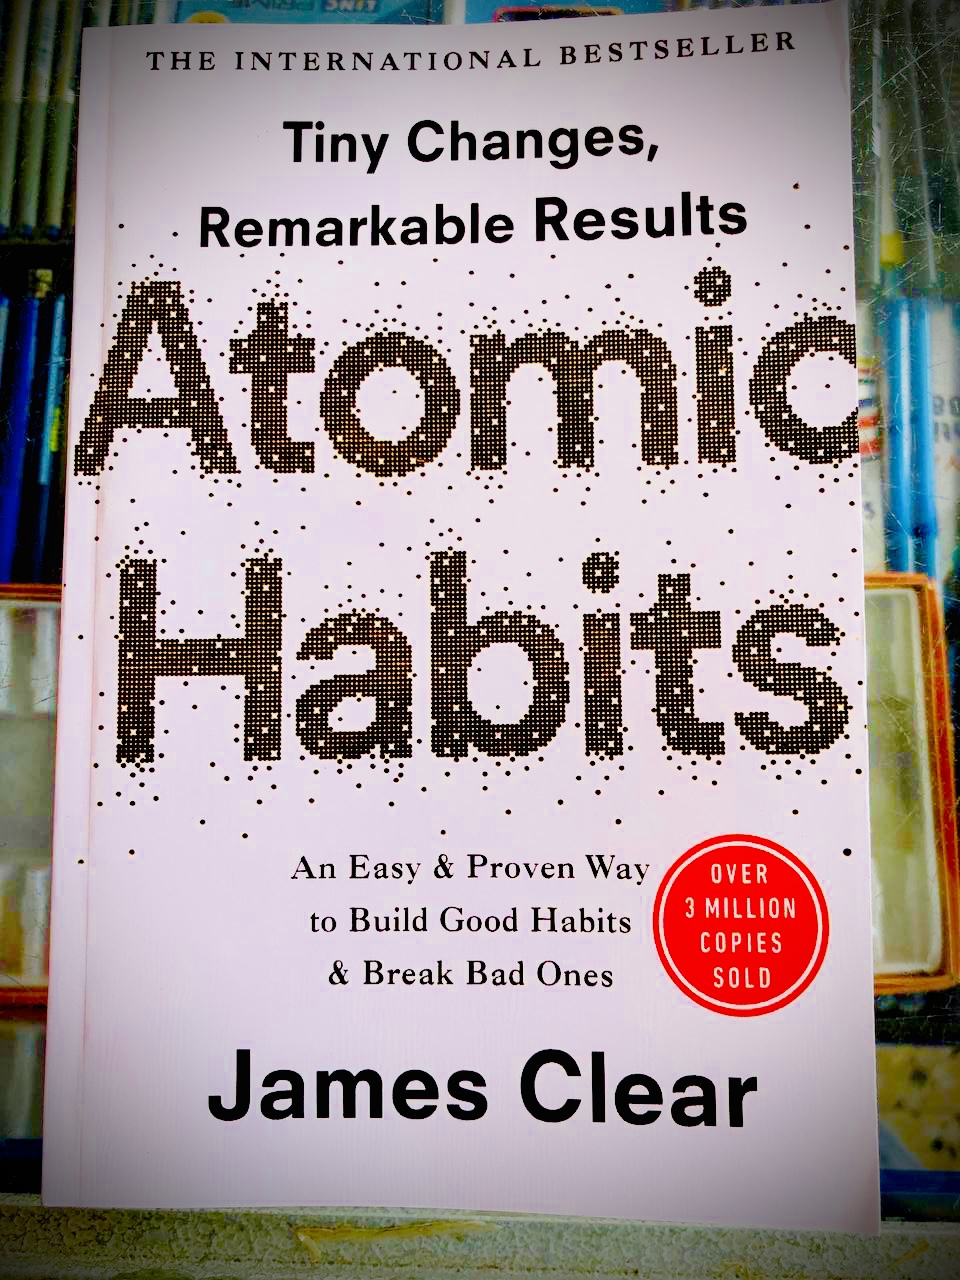 THE INTERNATIONAL BESTSELLER
Tiny Changes,
Remarkable Results
Atomic
Habits
An Easy & Proven Way
to Build Good Habits
& Break Bad Ones
OVER
3 MILLION
COPIES
SOLD
James Clear